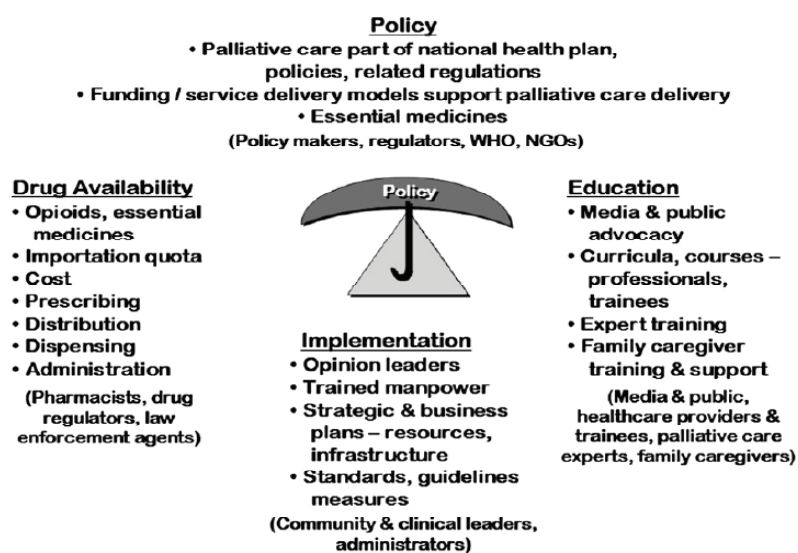 Policy
• Palliative care part of national health plan,
policies, related regulations
• Funding / service delivery models support palliative care delivery
• Essential medicines
(Policy makers, regulators, WHO, NGOs)
Drug Availability
• Opioids, essential
medicines
• Importation quota
• Cost
• Prescribing
• Distribution
• Dispensing
• Administration
(Pharmacists, drug
regulators, law
enforcement agents)
Policy
Implementation
• Opinion leaders
• Trained manpower
• Strategic & business
plans – resources,
infrastructure
• Standards, guidelines
measures
(Community & clinical leaders,
administrators)
Education
• Media & public
advocacy
• Curricula, courses –
professionals,
trainees
• Expert training
• Family caregiver
training & support
(Media & public,
healthcare providers &
trainees, palliative care
experts, family caregivers)